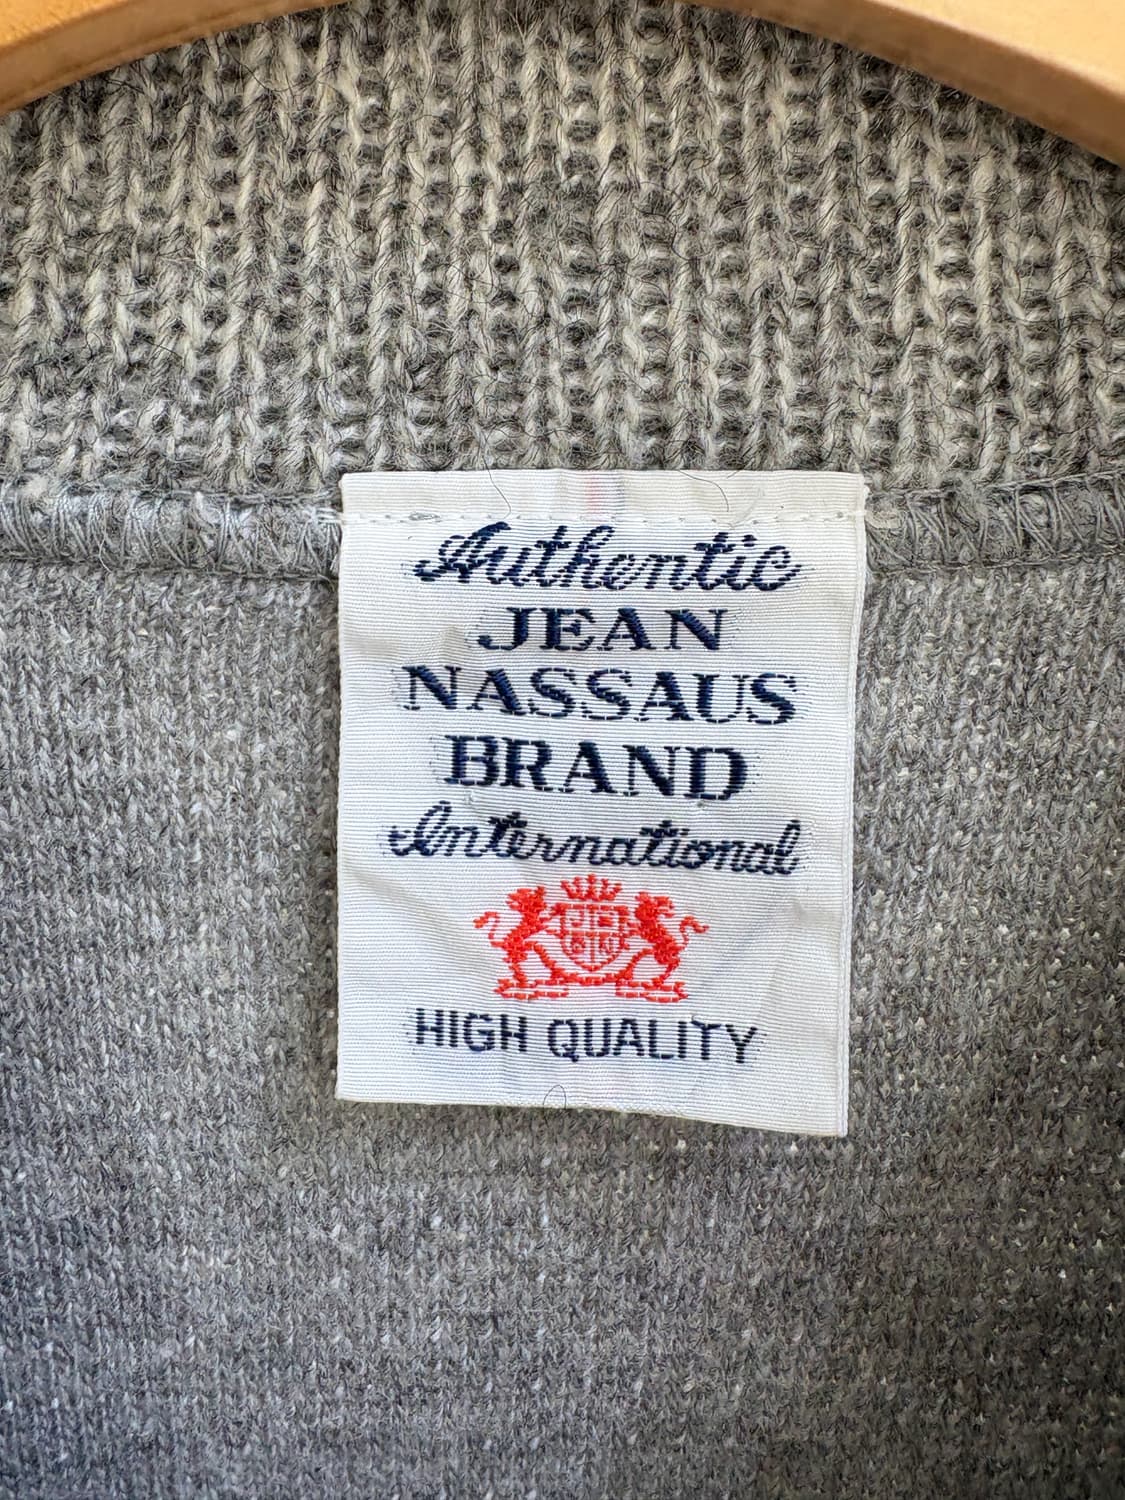 Authentic
JEAN
NASSAUS
BRAND
International
HIGH QUALITY